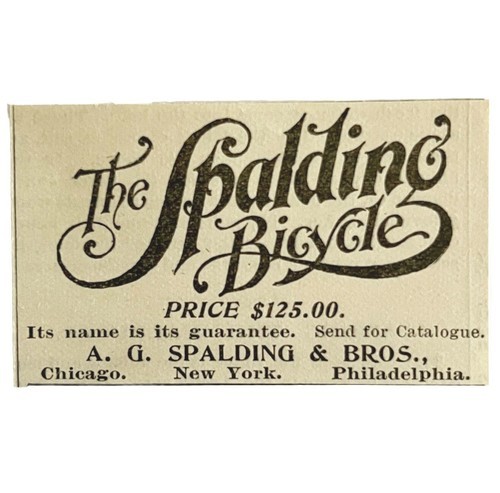 The Spalding
Bicycle
PRICE $125.00.
Its name is its guarantee. Send for Catalogue.
A. G. SPALDING & BROS.,
Chicago. New York. Philadelphia.